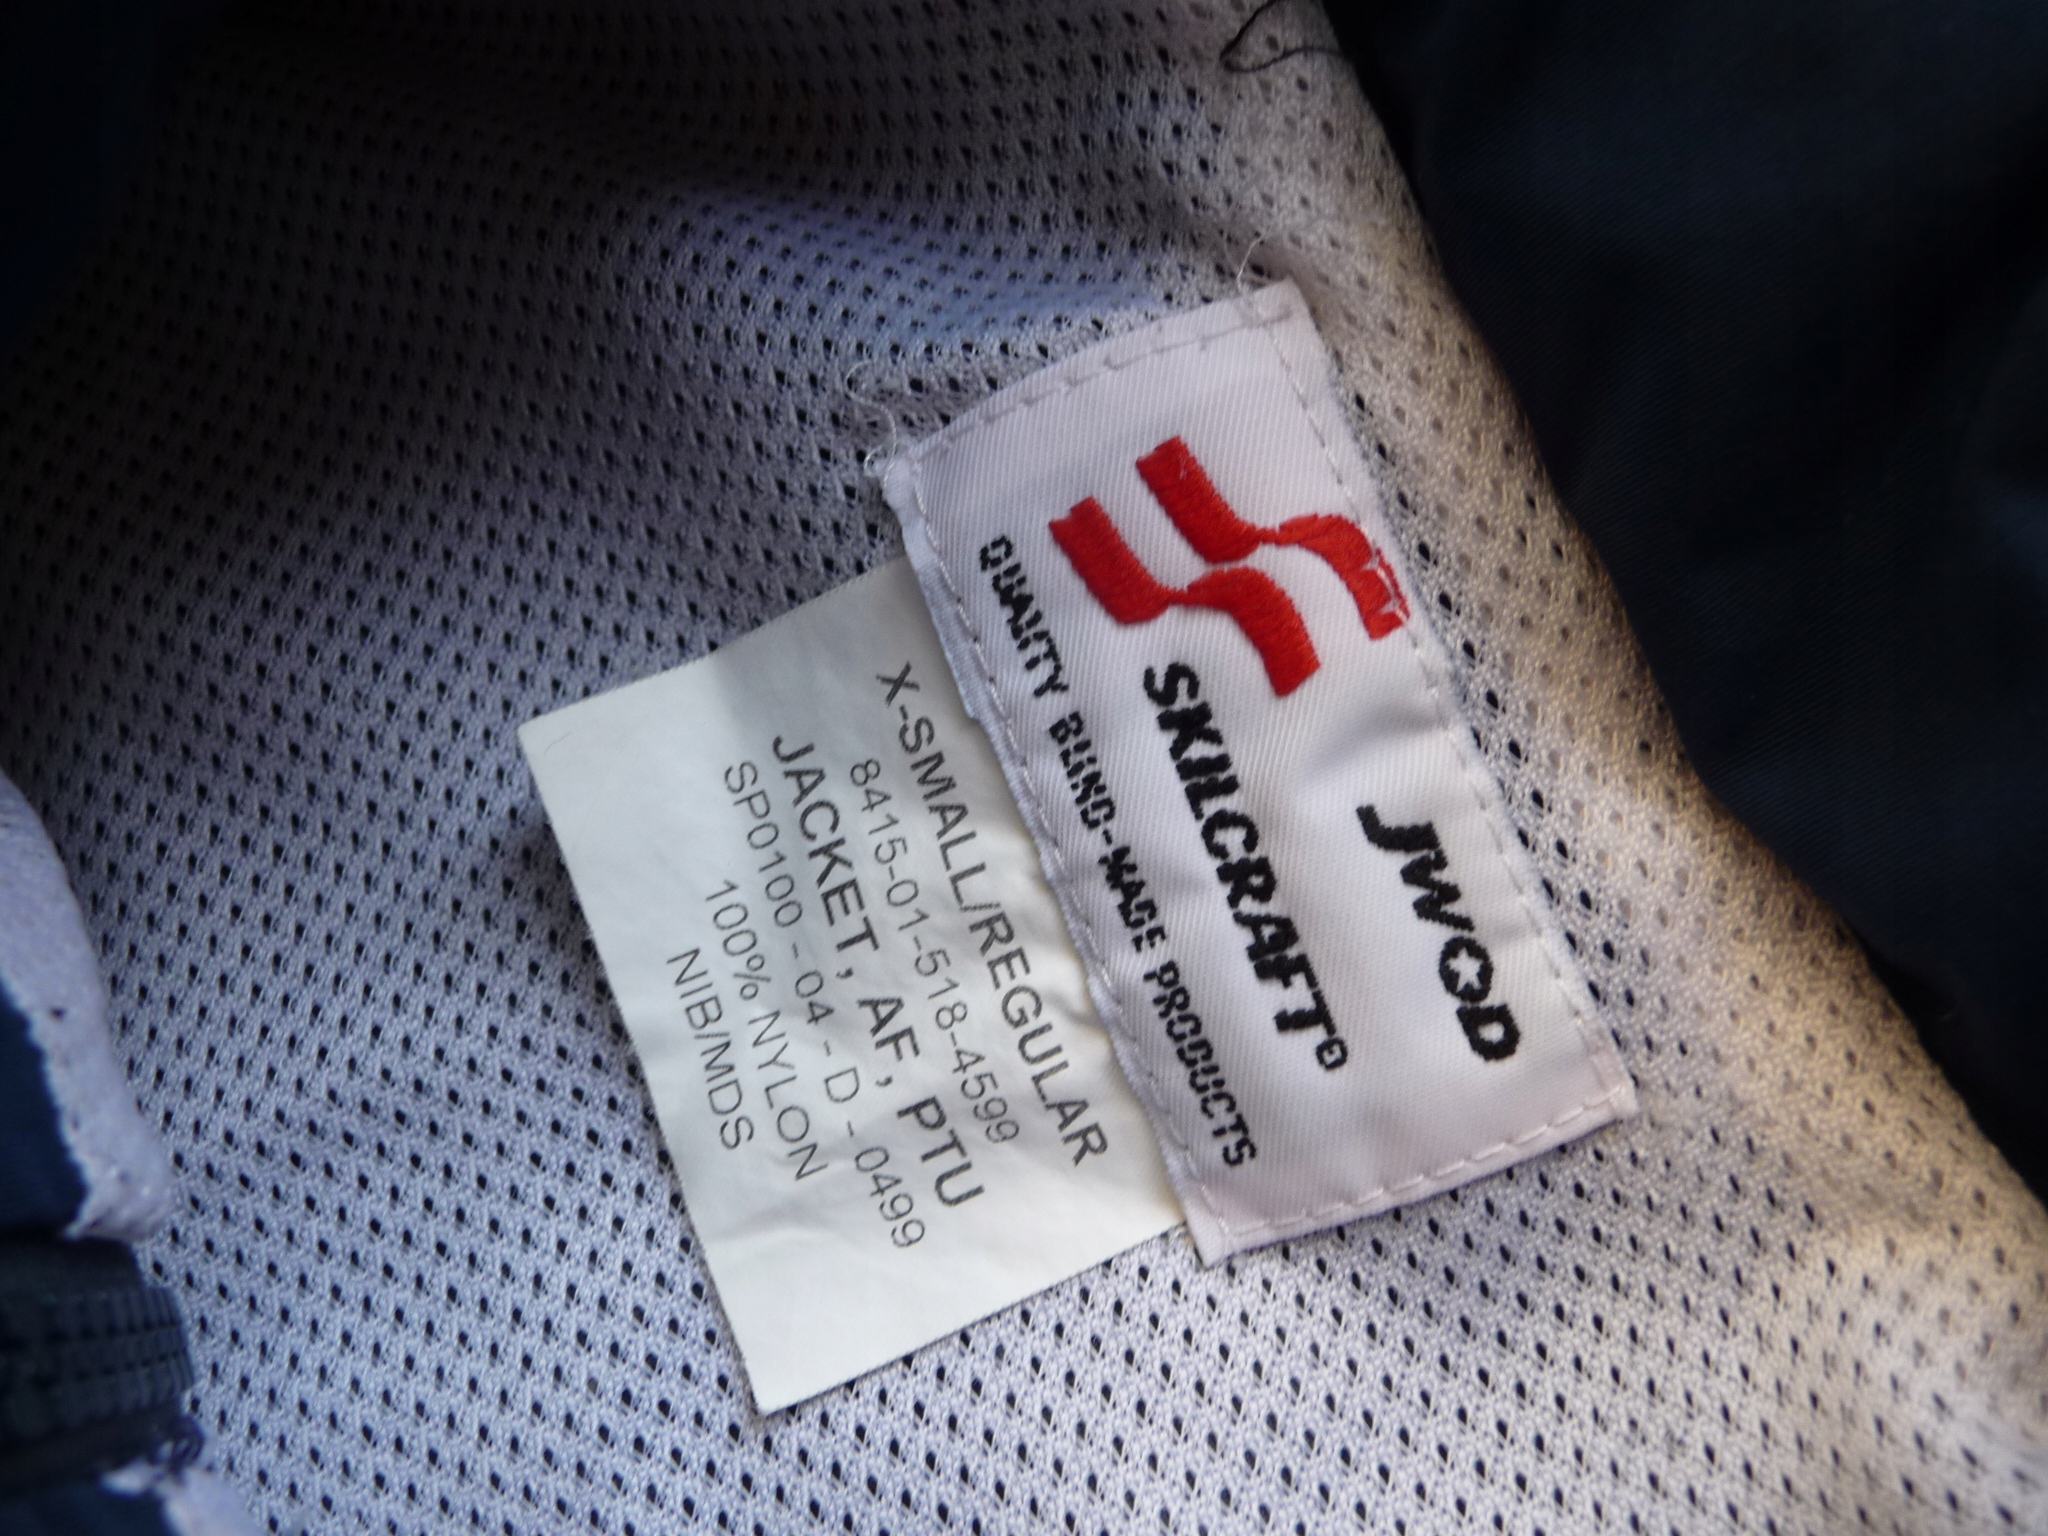 JWOD
SKILCRAFT®
QUALITY BLIND-MADE PRODUCTS
X-SMALL/REGULAR
8415-01-518-4599
JACKET, AF, PTU
SP0100 - 04 - D - 0499
100% NYLON
NIB/MDS